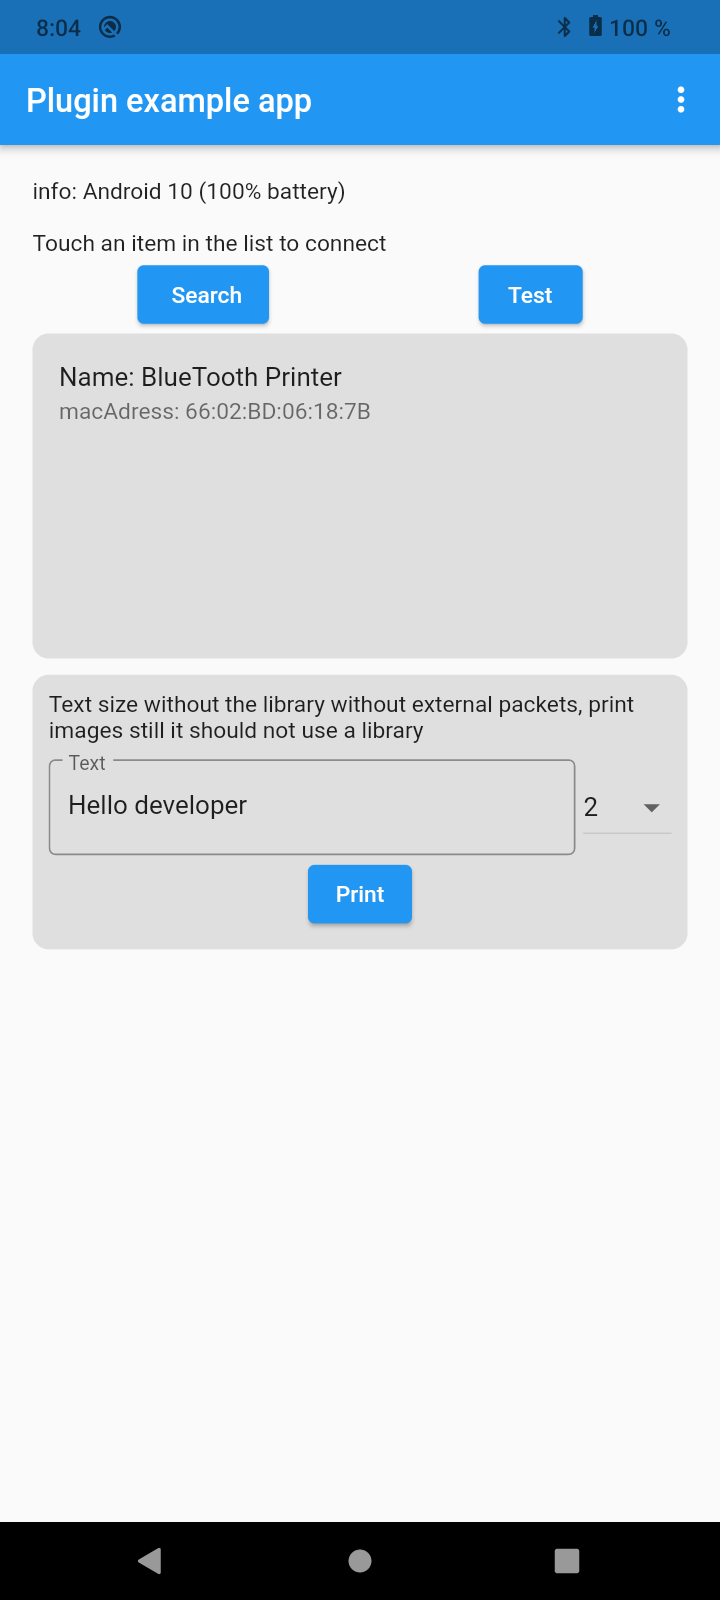 8:04 100 %
Plugin example app
info: Android 10 (100% battery)
Touch an item in the list to connect
Search Test
Name: BlueTooth Printer
macAdress: 66:02:BD:06:18:7B
Text size without the library without external packets, print
images still it should not use a library
Text
Hello developer 2
Print